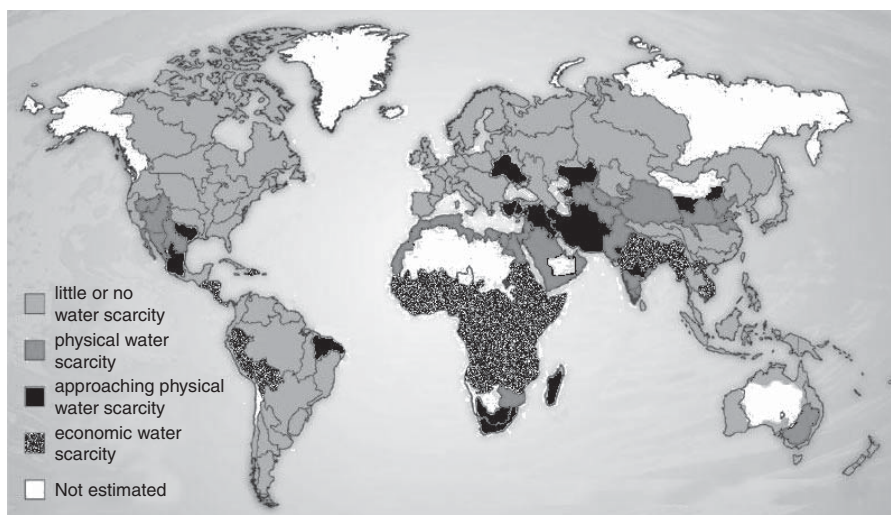 little or no
water scarcity
physical water
scarcity
approaching physical
water scarcity
economic water
scarcity
Not estimated